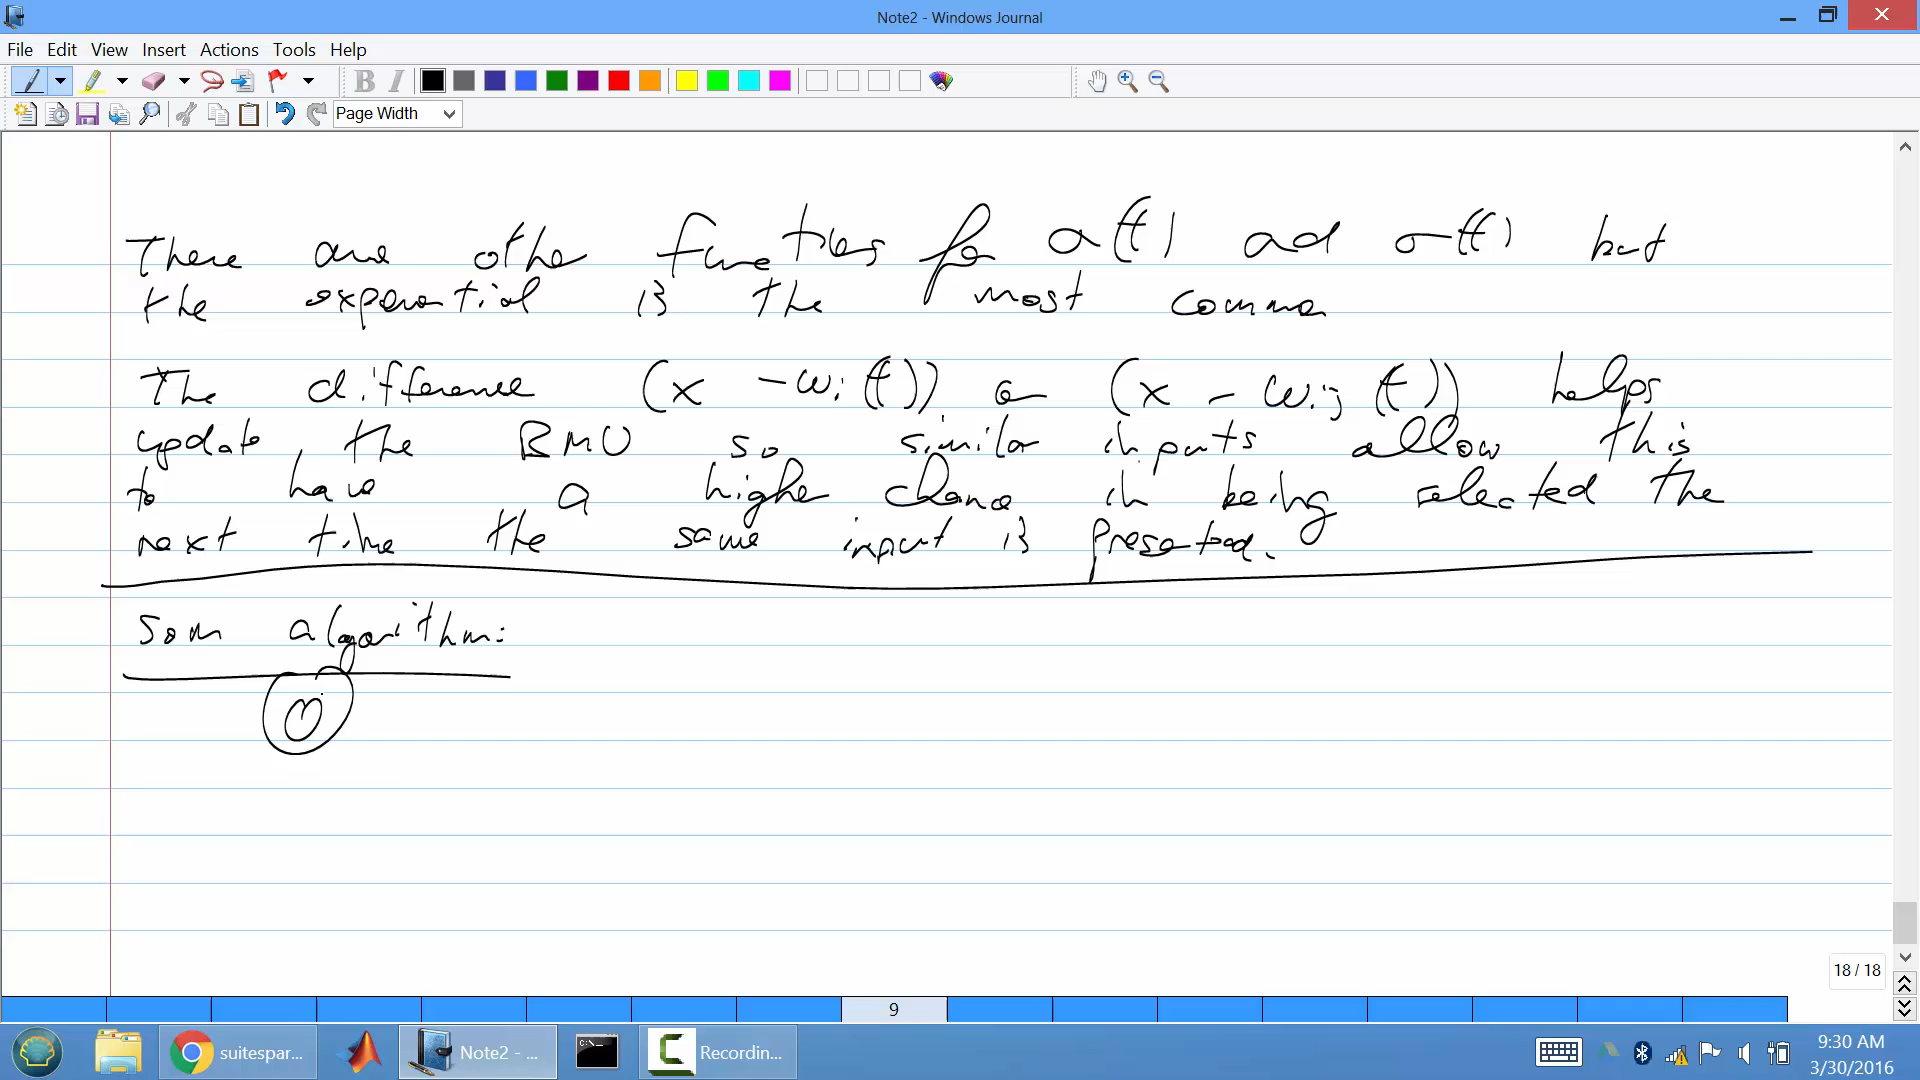 Note2 - Windows Journal
File Edit View Insert Actions Tools Help
B I
Page Width
There are other functions for α(t) and σ(t) but
the exponential is the most common
The difference (x - wi(t)) or (x - wij(t)) helps
update the BMU so similar inputs allow this
to have a higher chance in being selected the
next time the same input is presented.
SOM algorithm:
0
18 / 18
9
suitespar... Note2 - ... C:\_ Recordin... 9:30 AM
3/30/2016